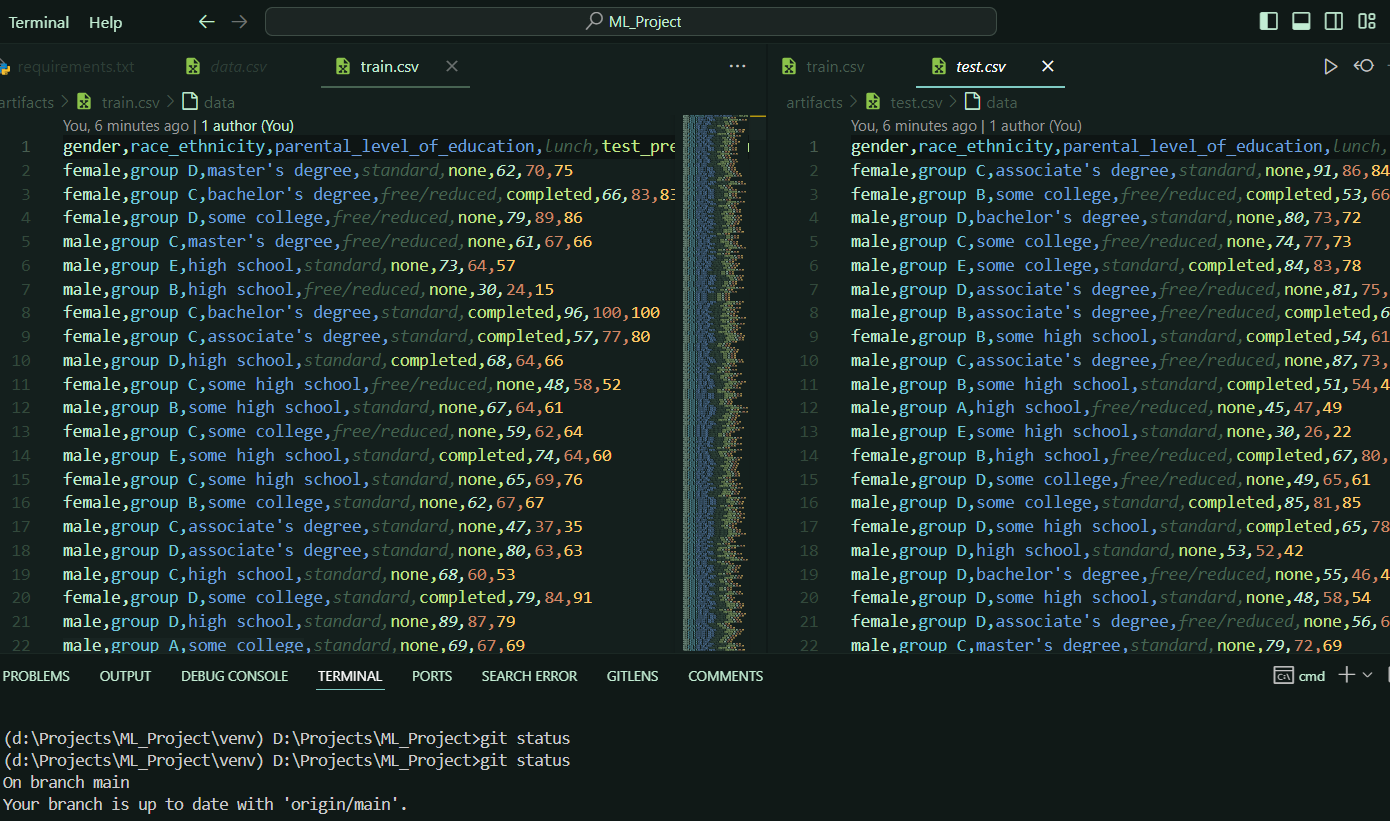 Terminal Help ML_Project
requirements.txt data.csv train.csv ...
artifacts > train.csv > data
You, 6 minutes ago | 1 author (You)
1 gender,race_ethnicity,parental_level_of_education,lunch,test_pre
2 female,group D,master's degree,standard,none,62,70,75
3 female,group C,bachelor's degree,free/reduced,completed,66,83,83
4 female,group D,some college,free/reduced,none,79,89,86
5 male,group C,master's degree,free/reduced,none,61,67,66
6 male,group E,high school,standard,none,73,64,57
7 male,group B,high school,free/reduced,none,30,24,15
8 female,group C,bachelor's degree,standard,completed,96,100,100
9 female,group C,associate's degree,standard,completed,57,77,80
10 male,group D,high school,standard,completed,68,64,66
11 female,group C,some high school,free/reduced,none,48,58,52
12 male,group B,some high school,standard,none,67,64,61
13 female,group C,some college,free/reduced,none,59,62,64
14 male,group E,some high school,standard,completed,74,64,60
15 female,group C,some high school,standard,none,65,69,76
16 female,group B,some college,standard,none,62,67,67
17 male,group C,associate's degree,standard,none,47,37,35
18 male,group D,associate's degree,standard,none,80,63,63
19 male,group C,high school,standard,none,68,60,53
20 female,group D,some college,standard,completed,79,84,91
21 male,group D,high school,standard,none,89,87,79
22 male,group A,some college,standard,none,69,67,69
train.csv test.csv
artifacts > test.csv > data
You, 6 minutes ago | 1 author (You)
1 gender,race_ethnicity,parental_level_of_education,lunch,
2 female,group C,associate's degree,standard,none,91,86,84
3 female,group B,some college,free/reduced,completed,53,66
4 male,group D,bachelor's degree,standard,none,80,73,72
5 male,group C,some college,free/reduced,none,74,77,73
6 male,group E,some college,standard,completed,84,83,78
7 male,group D,associate's degree,free/reduced,none,81,75,
8 male,group B,associate's degree,free/reduced,completed,6
9 female,group B,some high school,standard,completed,54,61
10 male,group C,associate's degree,free/reduced,none,87,73,
11 male,group B,some high school,standard,completed,51,54,4
12 male,group A,high school,free/reduced,none,45,47,49
13 male,group E,some high school,standard,none,30,26,22
14 female,group B,high school,free/reduced,completed,67,80,
15 female,group D,some college,free/reduced,none,49,65,61
16 male,group D,some college,standard,completed,85,81,85
17 female,group D,some high school,standard,completed,65,78
18 male,group D,high school,standard,none,53,52,42
19 male,group D,bachelor's degree,free/reduced,none,55,46,4
20 female,group D,some high school,standard,none,48,58,54
21 female,group D,associate's degree,free/reduced,none,56,6
22 male,group C,master's degree,standard,none,79,72,69
PROBLEMS OUTPUT DEBUG CONSOLE TERMINAL PORTS SEARCH ERROR GITLENS COMMENTS cmd
(d:\Projects\ML_Project\venv) D:\Projects\ML_Project>git status
(d:\Projects\ML_Project\venv) D:\Projects\ML_Project>git status
On branch main
Your branch is up to date with 'origin/main'.